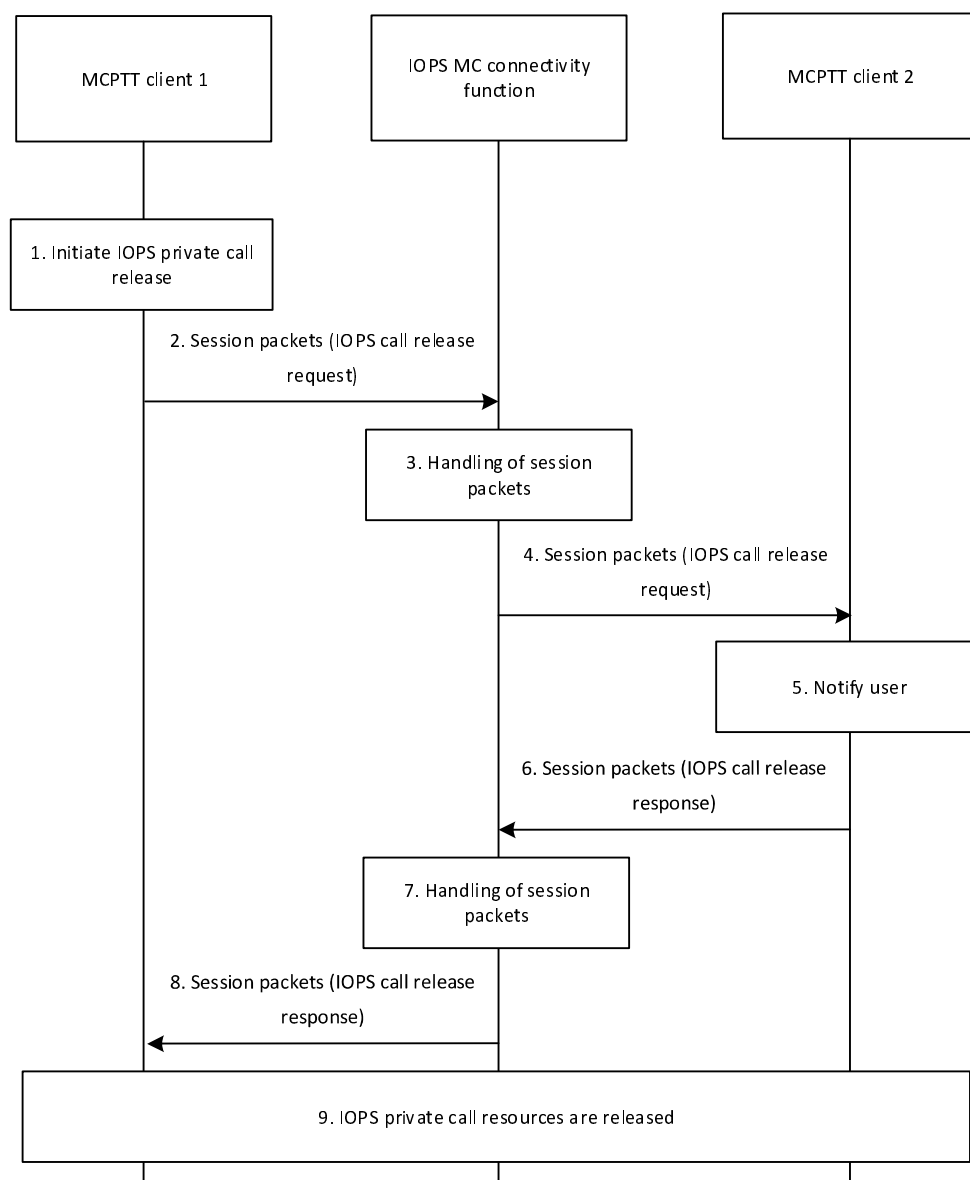 MCPTT client 1
IOPS MC connectivity
function
MCPTT client 2
1. Initiate IOPS private call
release
2. Session packets (IOPS call release
request)
3. Handling of session
packets
4. Session packets (IOPS call release
request)
5. Notify user
6. Session packets (IOPS call release
response)
7. Handling of session
packets
8. Session packets (IOPS call release
response)
9. IOPS private call resources are released